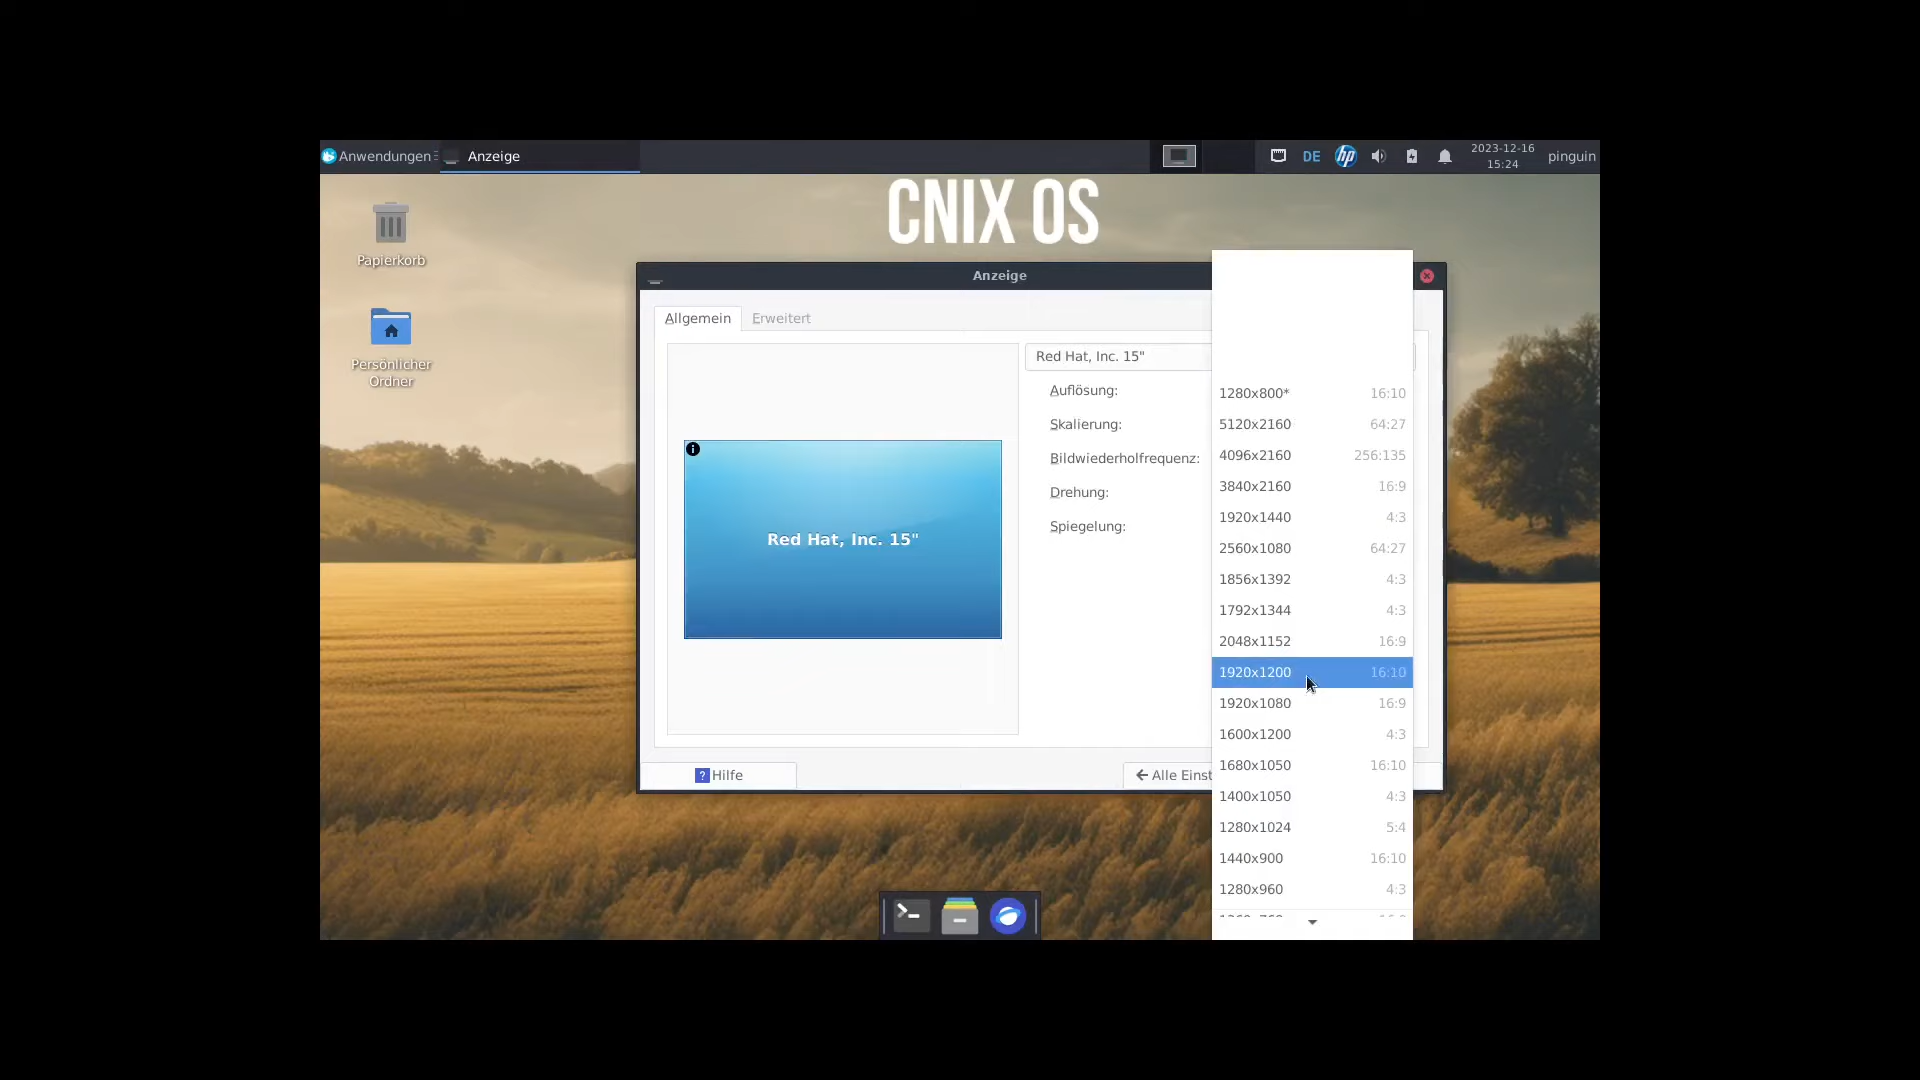 Anwendungen
Anzeige
DE
hp
2023-12-16
15:24
pinguin
CNIX OS
Papierkorb
Persönlicher
Ordner
Anzeige
Allgemein
Erweitert
Red Hat, Inc. 15"
Auflösung:
Skalierung:
Bildwiederholfrequenz:
Drehung:
Spiegelung:
Red Hat, Inc. 15"
1280x800* 16:10
5120x2160 64:27
4096x2160 256:135
3840x2160 16:9
1920x1440 4:3
2560x1080 64:27
1856x1392 4:3
1792x1344 4:3
2048x1152 16:9
1920x1200 16:10
1920x1080 16:9
1600x1200 4:3
1680x1050 16:10
1400x1050 4:3
1280x1024 5:4
1440x900 16:10
1280x960 4:3
? Hilfe
Alle Einst